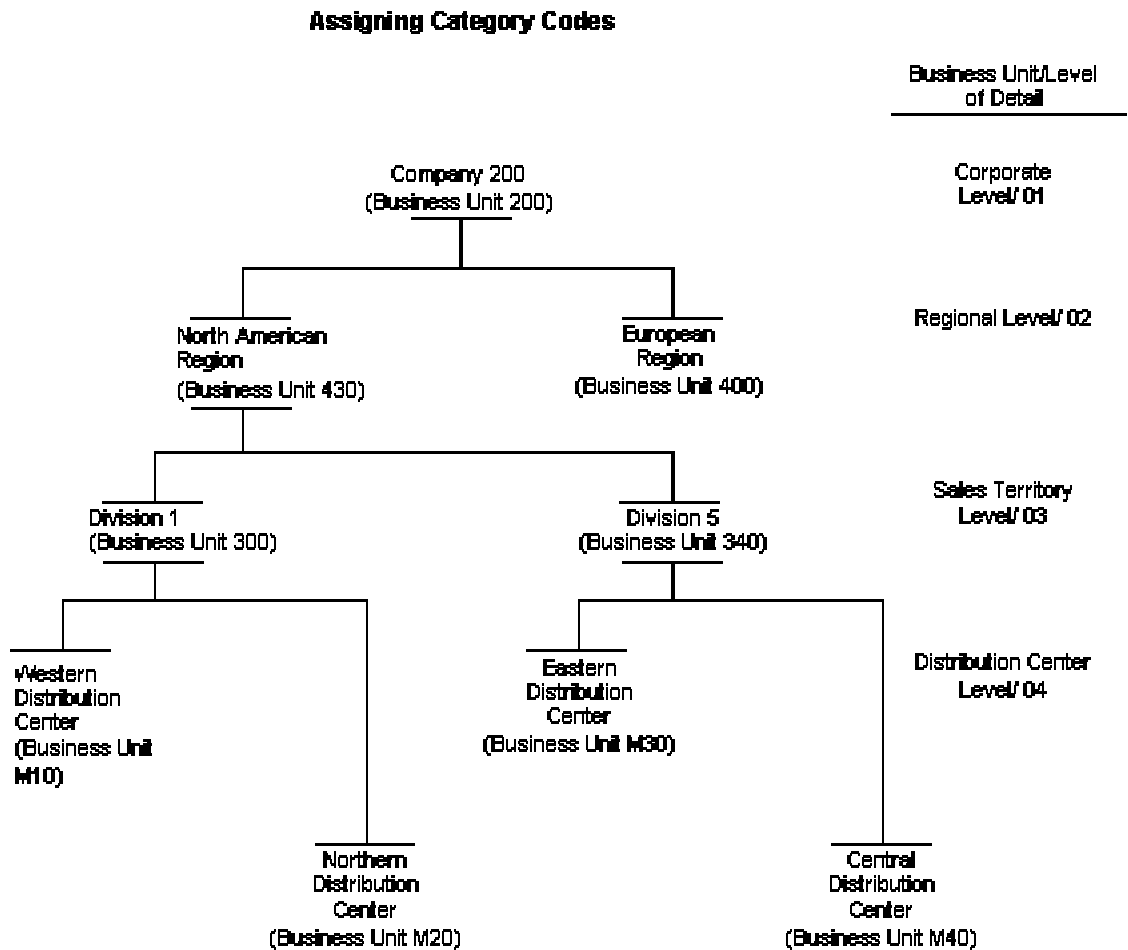 Assigning Category Codes
Business Unit/Level
of Detail
Company 200
(Business Unit 200)
Corporate
Level/ 01
North American
Region
(Business Unit 430)
European
Region
(Business Unit 400)
Regional Level/ 02
Division 1
(Business Unit 300)
Division 5
(Business Unit 340)
Sales Territory
Level/ 03
Western
Distribution
Center
(Business Unit
M10)
Eastern
Distribution
Center
(Business Unit M30)
Distribution Center
Level/ 04
Northern
Distribution
Center
(Business Unit M20)
Central
Distribution
Center
(Business Unit M40)